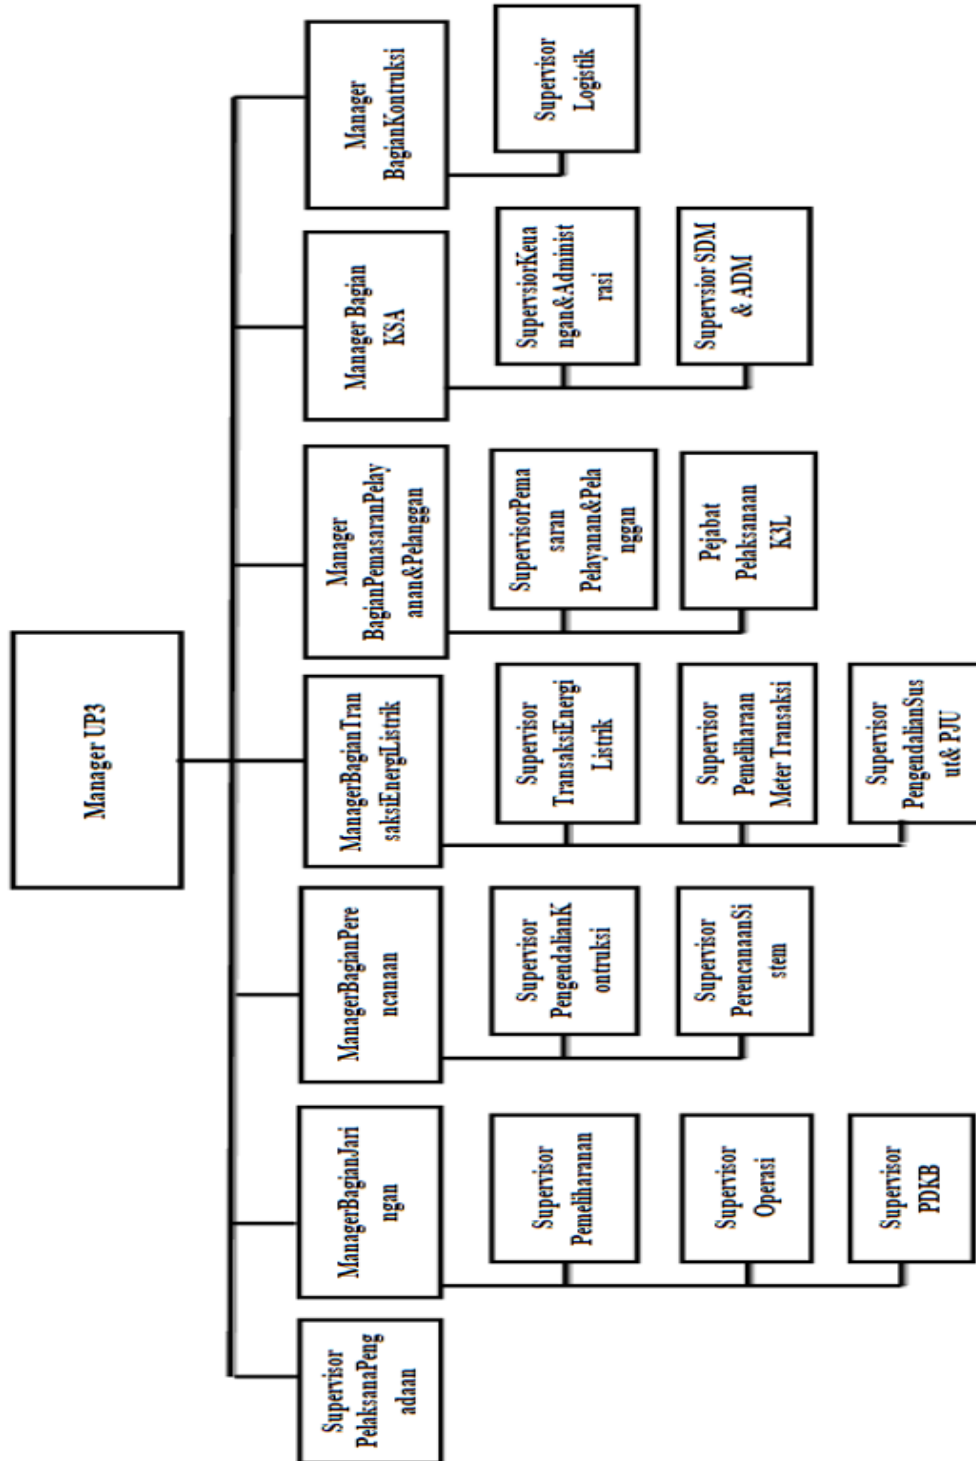 Manager UP3
Supervisor
PelaksanaPeng
adaan
ManagerBagianJari
ngan
Supervisor
Pemeliharanan
Supervisor
Operasi
Supervisor
PDKB
ManagerBagianPere
ncanaan
Supervisor
PengendalianK
ontruksi
Supervisor
PerencanaanSi
stem
ManagerBagianTran
saksiEnergiListrik
Supervisor
TransaksiEnergi
Listrik
Supervisor
Pemeliharaan
Meter Transaksi
Supervisor
PengendalianSus
ut& PJU
Manager
BagianPemasaranPelay
anan&Pelanggan
SupervisorPema
saran
Pelayanan&Pela
nggan
Pejabat
Pelaksanaan
K3L
Manager Bagian
KSA
SupervsiorKeua
ngan&Administ
rasi
Supervsior SDM
& ADM
Manager
BagianKontruksi
Supervisor
Logistik